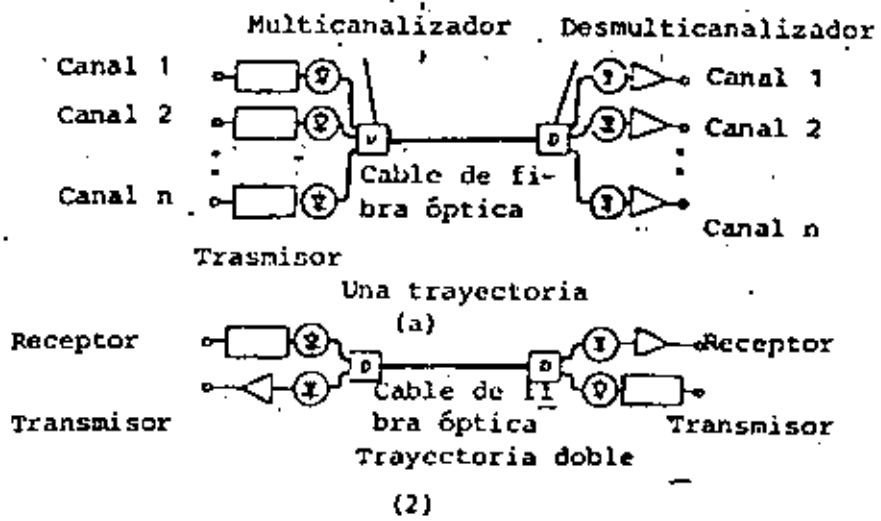 Multicanalizador Desmulticanalizador
Canal 1 Canal 1
Canal 2 Canal 2
Canal n D
Cable de fi-
bra óptica
Canal n
Trasmisor
Una trayectoria
(a)
Receptor Receptor
D D
Cable de fi
bra óptica
Transmisor Transmisor
Trayectoria doble
(2)